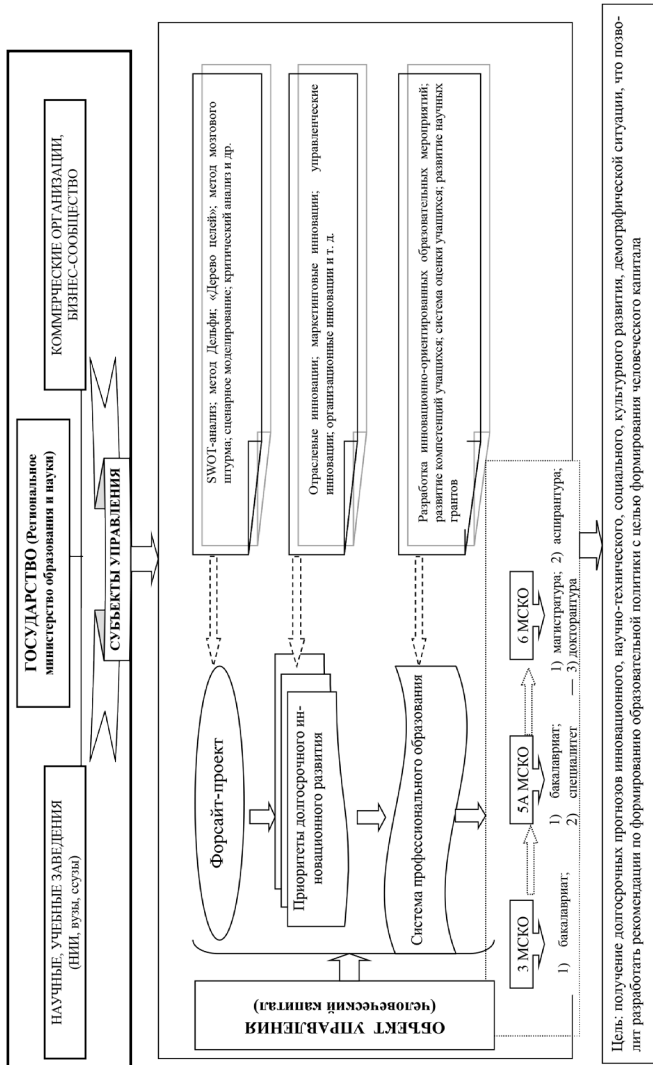 НАУЧНЫЕ, УЧЕБНЫЕ ЗАВЕДЕНИЯ
(НИИ, вузы, ссузы)
ГОСУДАРСТВО (Региональное
министерство образования и науки)
КОММЕРЧЕСКИЕ ОРГАНИЗАЦИИ,
БИЗНЕС-СООБЩЕСТВО
СУБЪЕКТЫ УПРАВЛЕНИЯ
ОБЪЕКТ УПРАВЛЕНИЯ
(человеческий капитал)
Форсайт-проект
SWOT-анализ; метод Дельфи; «Дерево целей»; метод мозгового
штурма; сценарное моделирование; критический анализ и др.
Приоритеты долгосрочного ин-
новационного развития
Отраслевые инновации; маркетинговые инновации; управленческие
инновации; организационные инновации и т. д.
Система профессионального образования
Разработка инновационно-ориентированных образовательных мероприятий;
развитие компетенций учащихся; система оценки учащихся; развитие научных
грантов
3 МСКО
1) бакалавриат;
5А МСКО
1) бакалавриат;
2) специалитет
6 МСКО
1) магистратура; 2) аспирантура;
3) докторантура
Цель: получение долгосрочных прогнозов инновационного, научно-технического, социального, культурного развития, демографической ситуации, что позво-
лит разработать рекомендации по формированию образовательной политики с целью формирования человеческого капитала